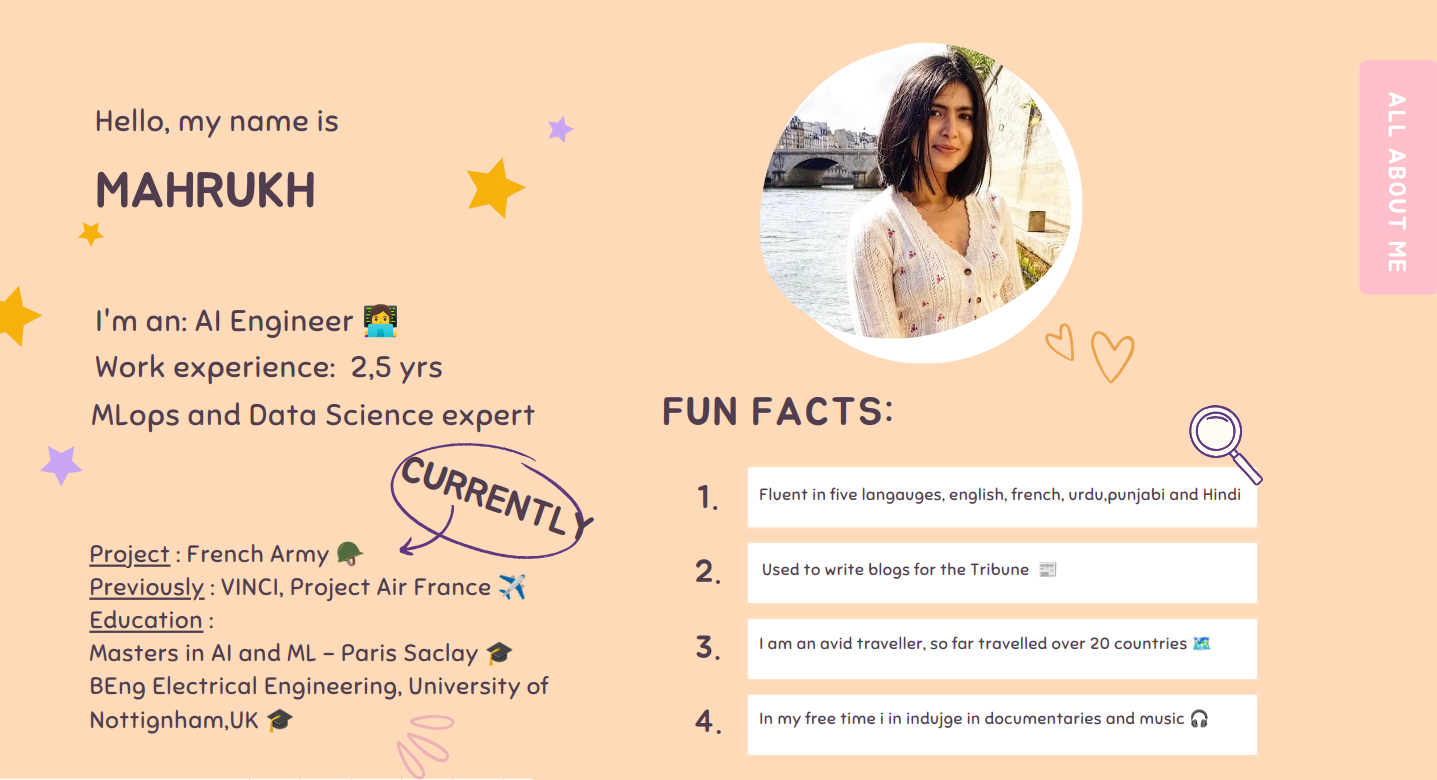 Hello, my name is
MAHRUKH
I'm an: AI Engineer 👩‍💻
Work experience: 2,5 yrs
MLops and Data Science expert
CURRENTLY
Project : French Army 🪖
Previously : VINCI, Project Air France ✈️
Education :
Masters in AI and ML – Paris Saclay 🎓
BEng Electrical Engineering, University of
Nottignham,UK 🎓
ALL ABOUT ME
FUN FACTS:
1. Fluent in five langauges, english, french, urdu,punjabi and Hindi
2. Used to write blogs for the Tribune 📰
3. I am an avid traveller, so far travelled over 20 countries 🗺️
4. In my free time i in indujge in documentaries and music 🎧